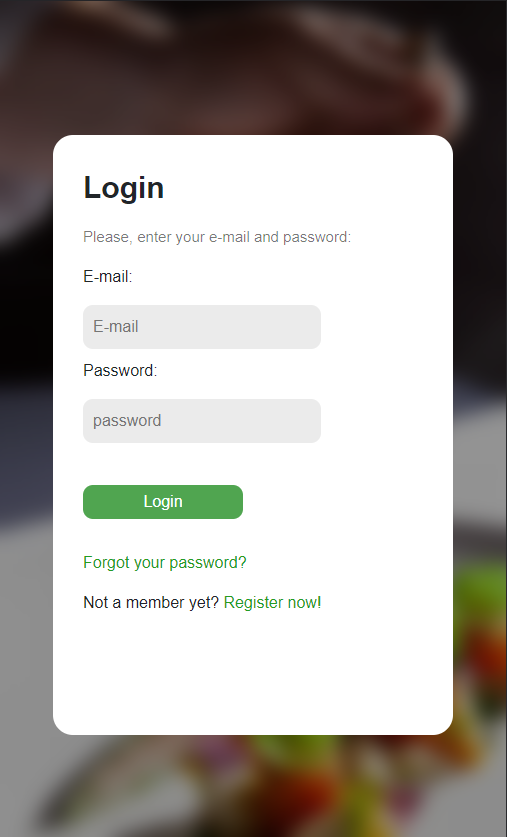 Login
Please, enter your e-mail and password:
E-mail:
E-mail
Password:
password
Login
Forgot your password?
Not a member yet? Register now!